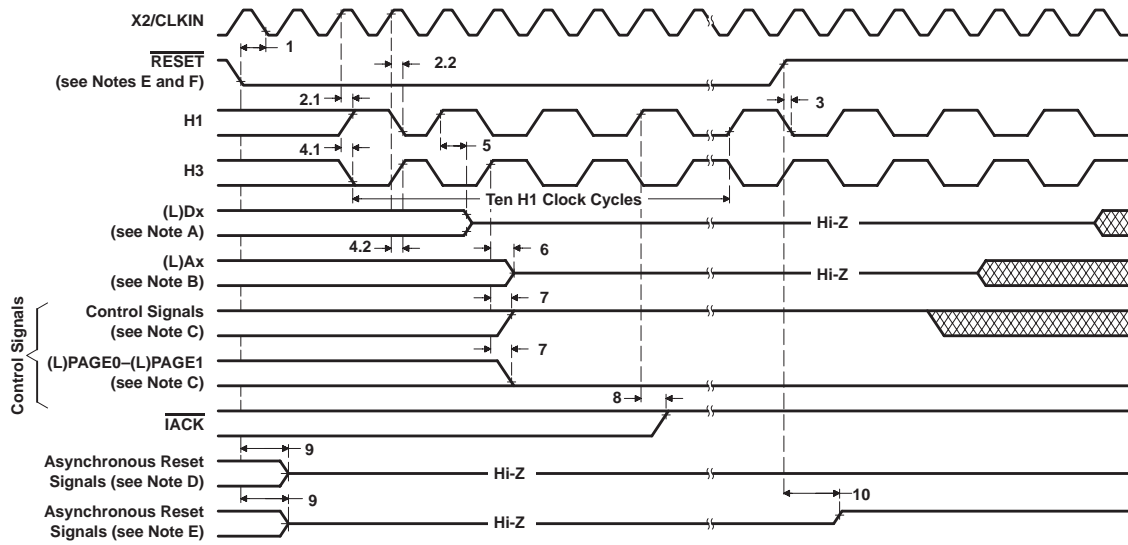 X2/CLKIN
1
RESET
(see Notes E and F)
2.2
2.1
3
H1
4.1
5
H3
Ten H1 Clock Cycles
(L)Dx
(see Note A)
Hi-Z
4.2
6
(L)Ax
(see Note B)
Hi-Z
Control Signals
7
Control Signals
(see Note C)
7
(L)PAGE0–(L)PAGE1
(see Note C)
8
IACK
9
Asynchronous Reset
Signals (see Note D)
Hi-Z
9
10
Asynchronous Reset
Signals (see Note E)
Hi-Z